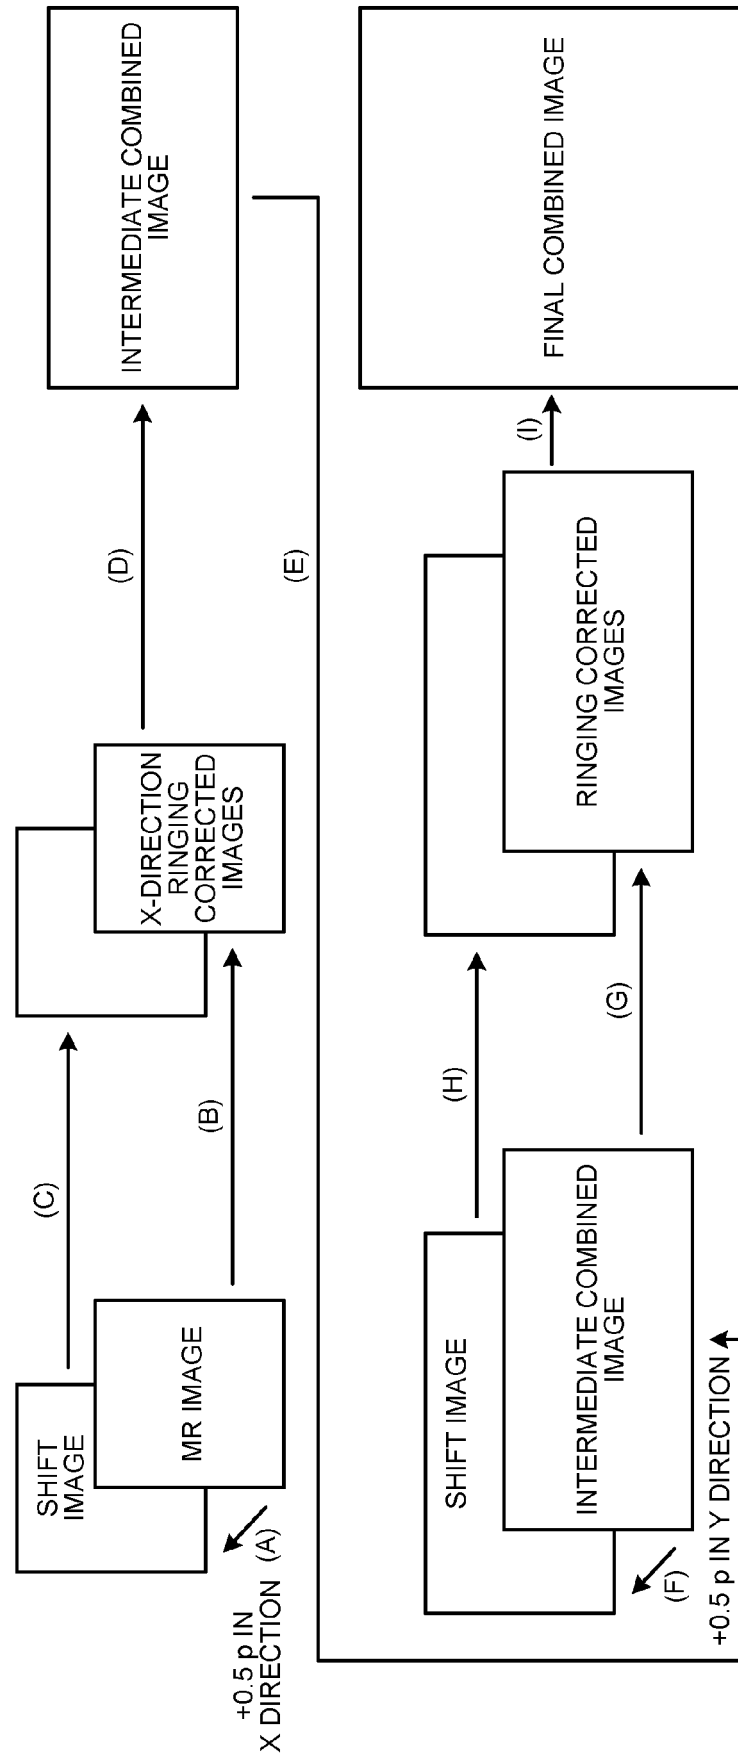 +0.5 p IN
X DIRECTION
(A)
SHIFT
IMAGE
MR IMAGE
(C)
(B)
X-DIRECTION
RINGING
CORRECTED
IMAGES
(D)
INTERMEDIATE COMBINED
IMAGE
(E)
+0.5 p IN Y DIRECTION
(F)
SHIFT IMAGE
INTERMEDIATE COMBINED
IMAGE
(H)
(G)
RINGING CORRECTED
IMAGES
(I)
FINAL COMBINED IMAGE